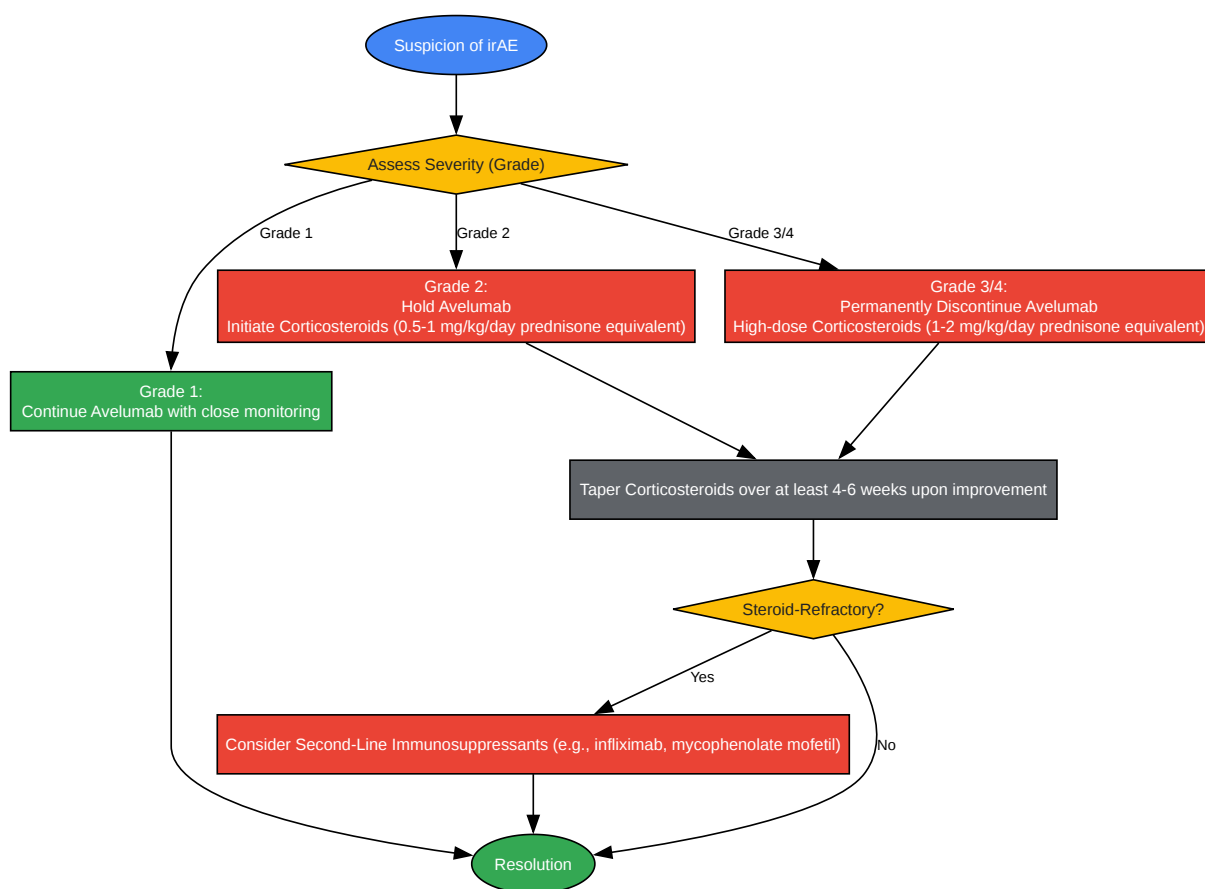 Suspicion of irAE
Assess Severity (Grade)
Grade 1
Grade 2
Grade 3/4
Grade 2:
Hold Avelumab
Initiate Corticosteroids (0.5-1 mg/kg/day prednisone equivalent)
Grade 3/4:
Permanently Discontinue Avelumab
High-dose Corticosteroids (1-2 mg/kg/day prednisone equivalent)
Grade 1:
Continue Avelumab with close monitoring
Taper Corticosteroids over at least 4-6 weeks upon improvement
Steroid-Refractory?
Yes
No
Consider Second-Line Immunosuppressants (e.g., infliximab, mycophenolate mofetil)
Resolution